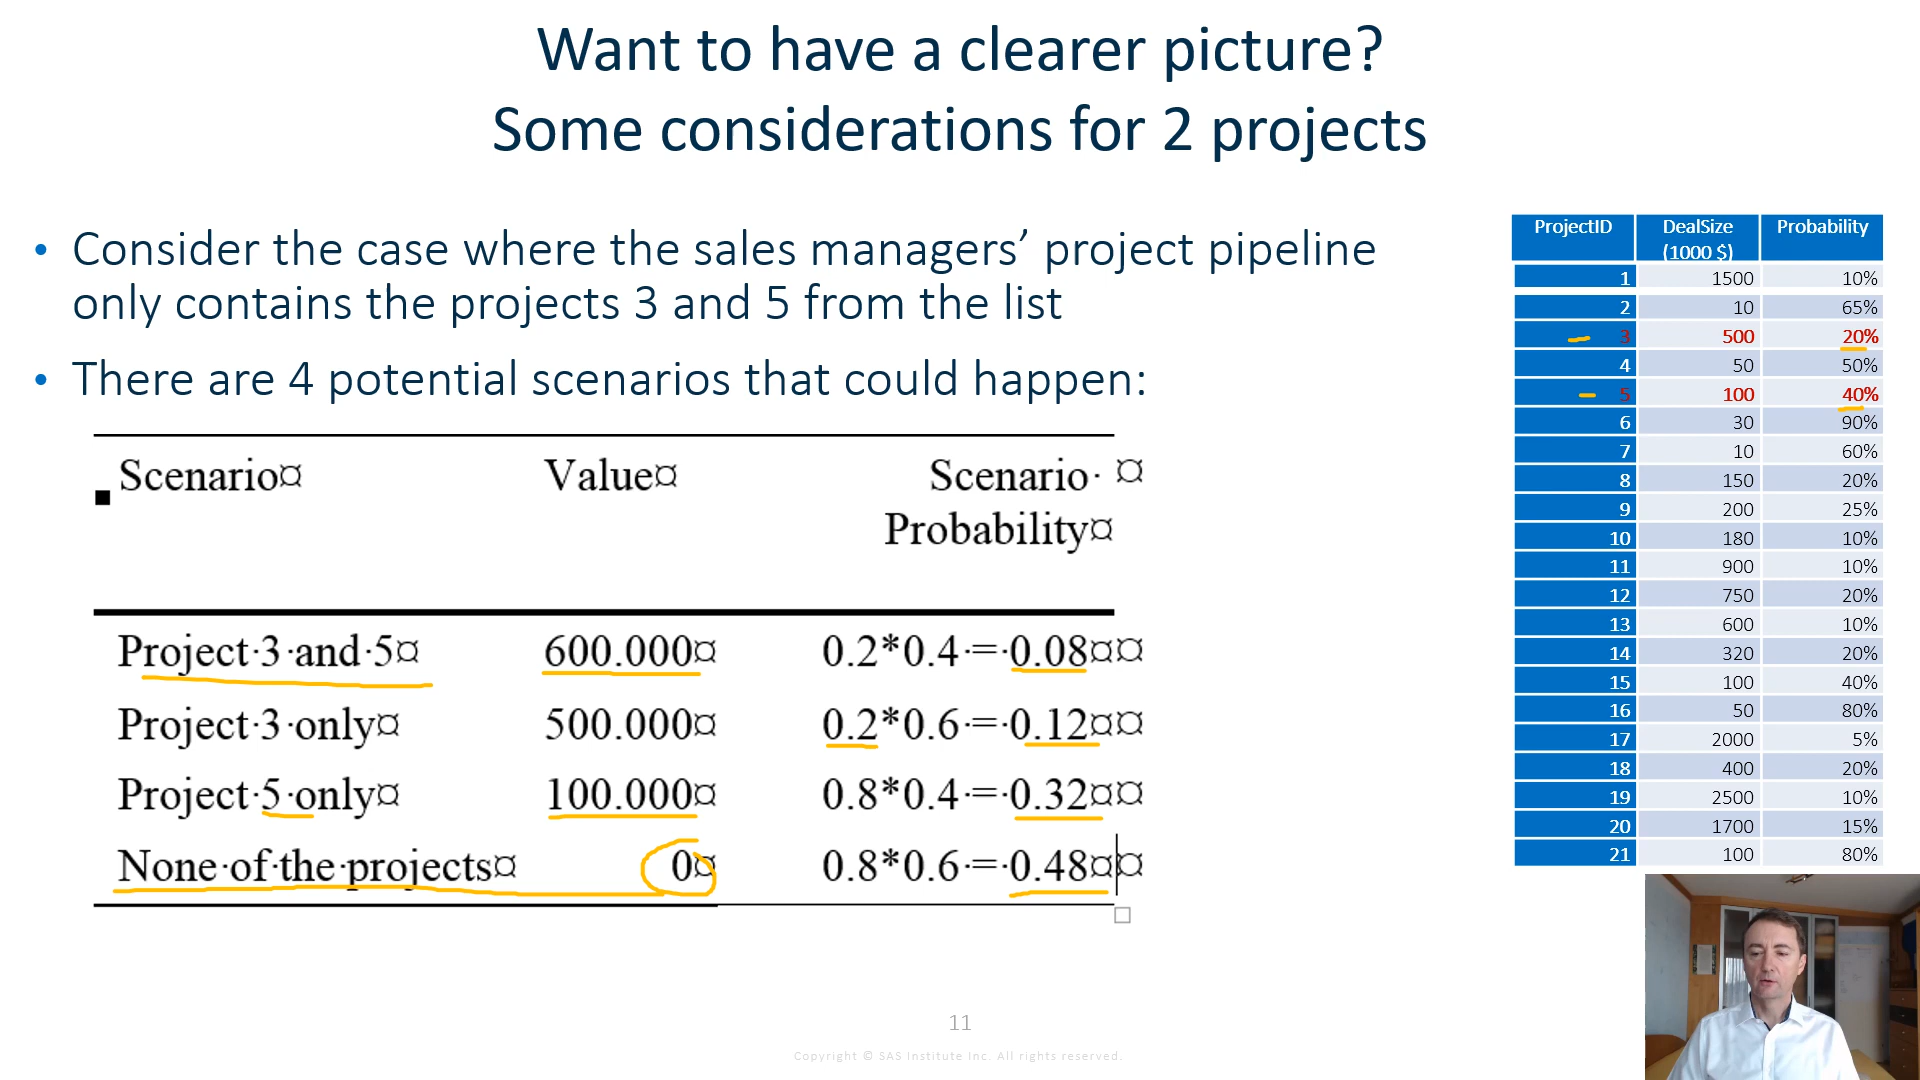 Want to have a clearer picture?
Some considerations for 2 projects
• Consider the case where the sales managers’ project pipeline
only contains the projects 3 and 5 from the list
• There are 4 potential scenarios that could happen:
Scenario¤ Value¤ Scenario· ¤
Probability¤
Project·3·and·5¤ 600.000¤ 0.2*0.4·=·0.08¤¤
Project·3·only¤ 500.000¤ 0.2*0.6·=·0.12¤¤
Project·5·only¤ 100.000¤ 0.8*0.4·=·0.32¤¤
None·of·the·projects¤ 0¤ 0.8*0.6·=·0.48¤¤
ProjectID DealSize Probability
(1000 $)
1 1500 10%
2 10 65%
3 500 20%
4 50 50%
5 100 40%
6 30 90%
7 10 60%
8 150 20%
9 200 25%
10 180 10%
11 900 10%
12 750 20%
13 600 10%
14 320 20%
15 100 40%
16 50 80%
17 2000 5%
18 400 20%
19 2500 10%
20 1700 15%
21 100 80%
11
Copyright © SAS Institute Inc. All rights reserved.